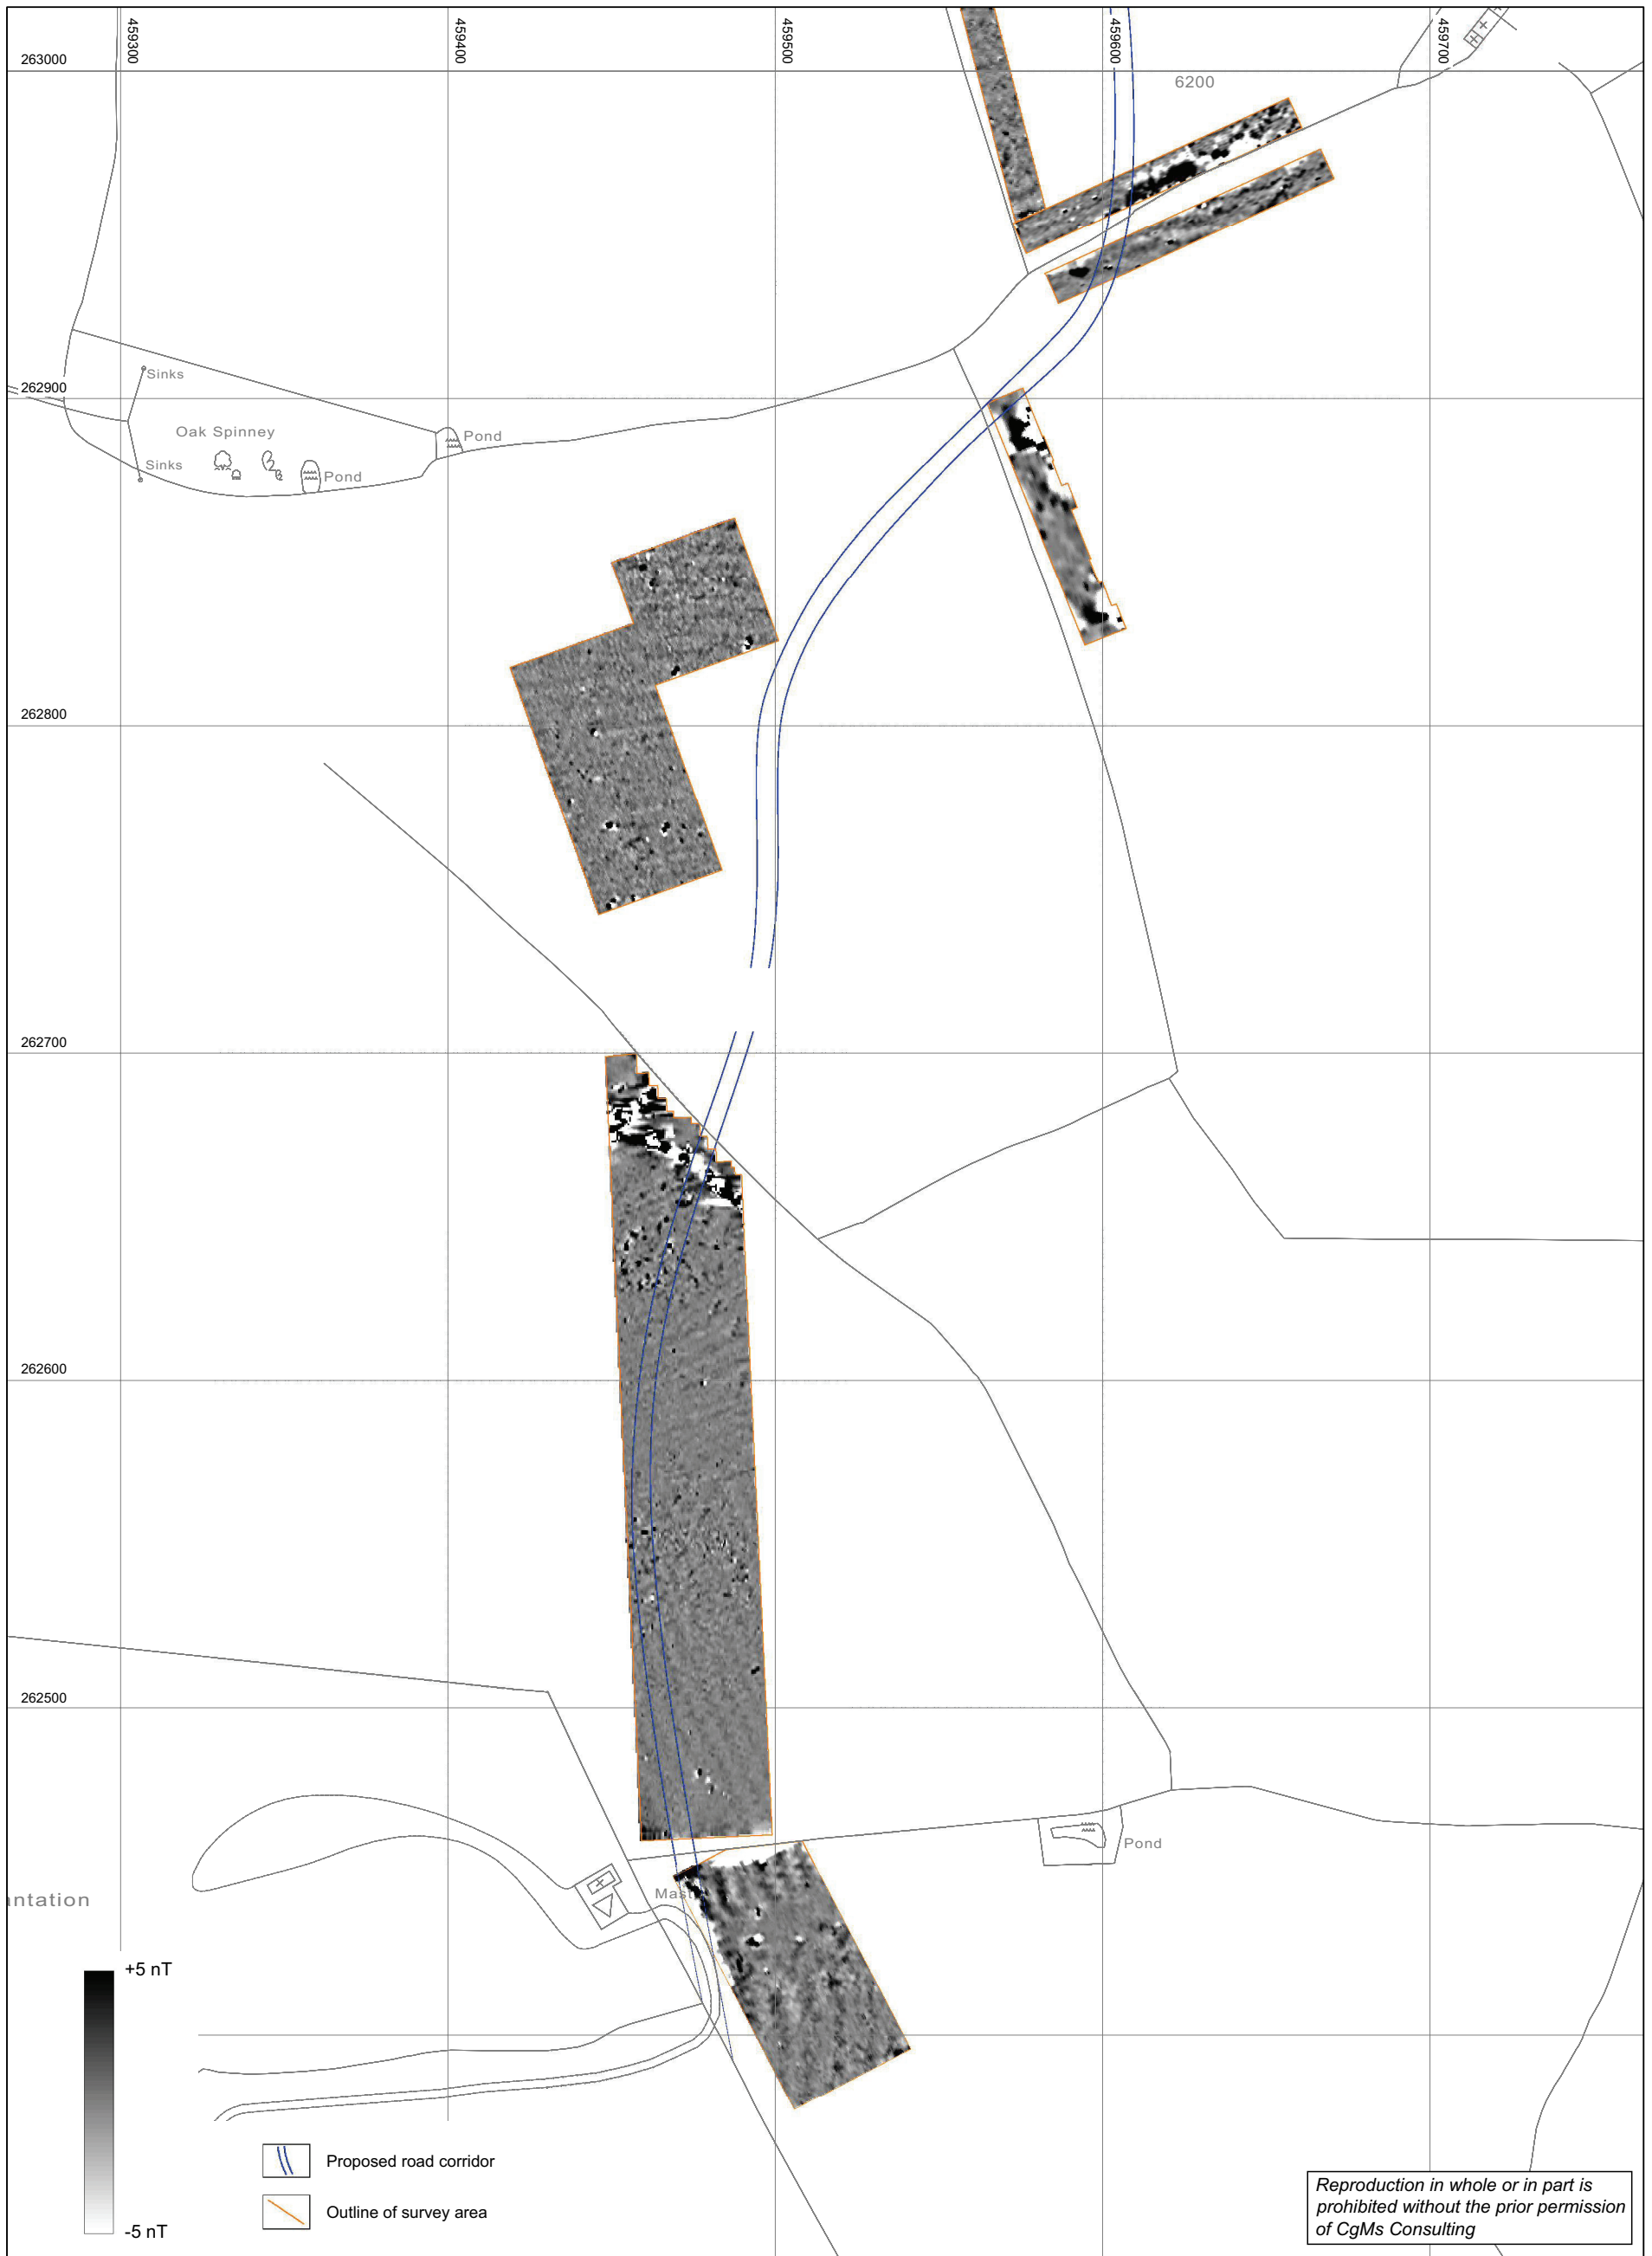 459300
459400
459500
459600
459700
263000
6200
Sinks
262900
Oak Spinney
Pond
Sinks
Pond
262800
262700
262600
262500
Pond
Mast
antation
+5 nT
Proposed road corridor
Outline of survey area
-5 nT
Reproduction in whole or in part is
prohibited without the prior permission
of CgMs Consulting